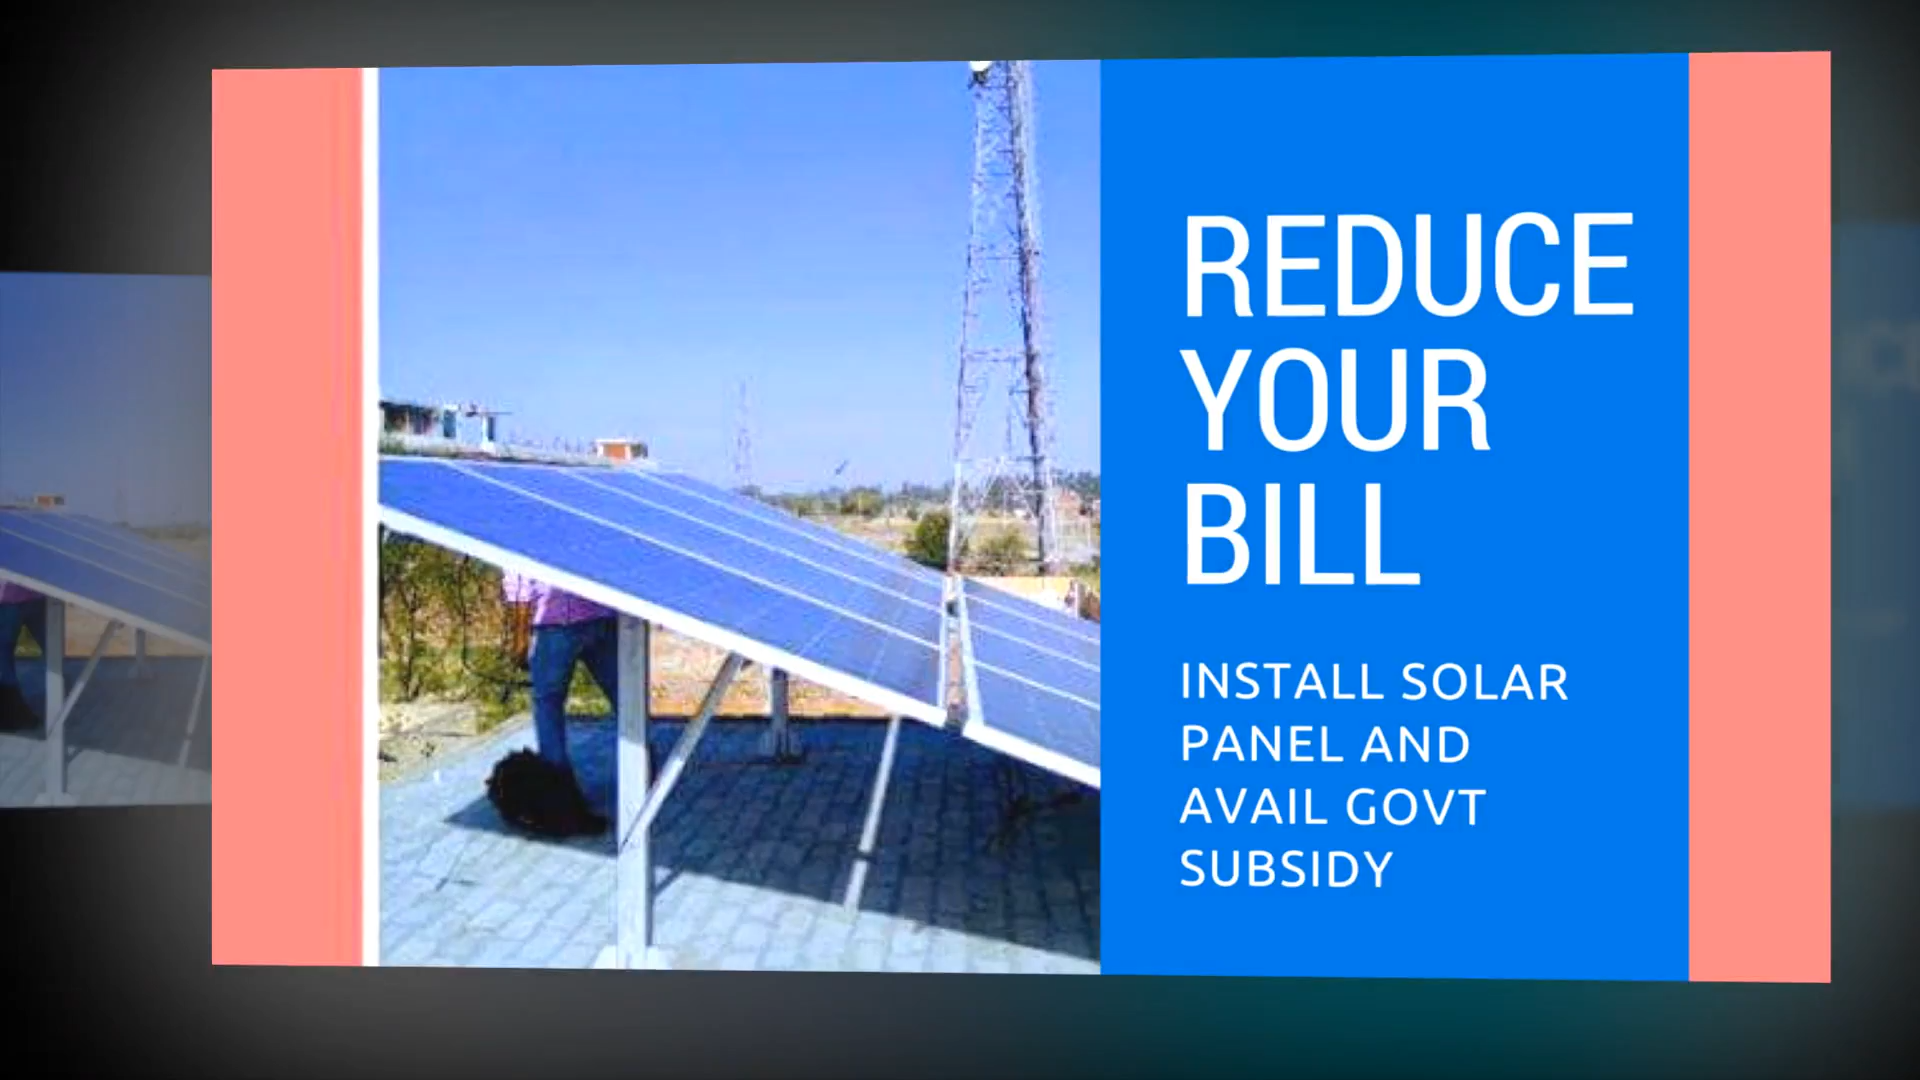 REDUCE
YOUR
BILL
INSTALL SOLAR
PANEL AND
AVAIL GOVT
SUBSIDY